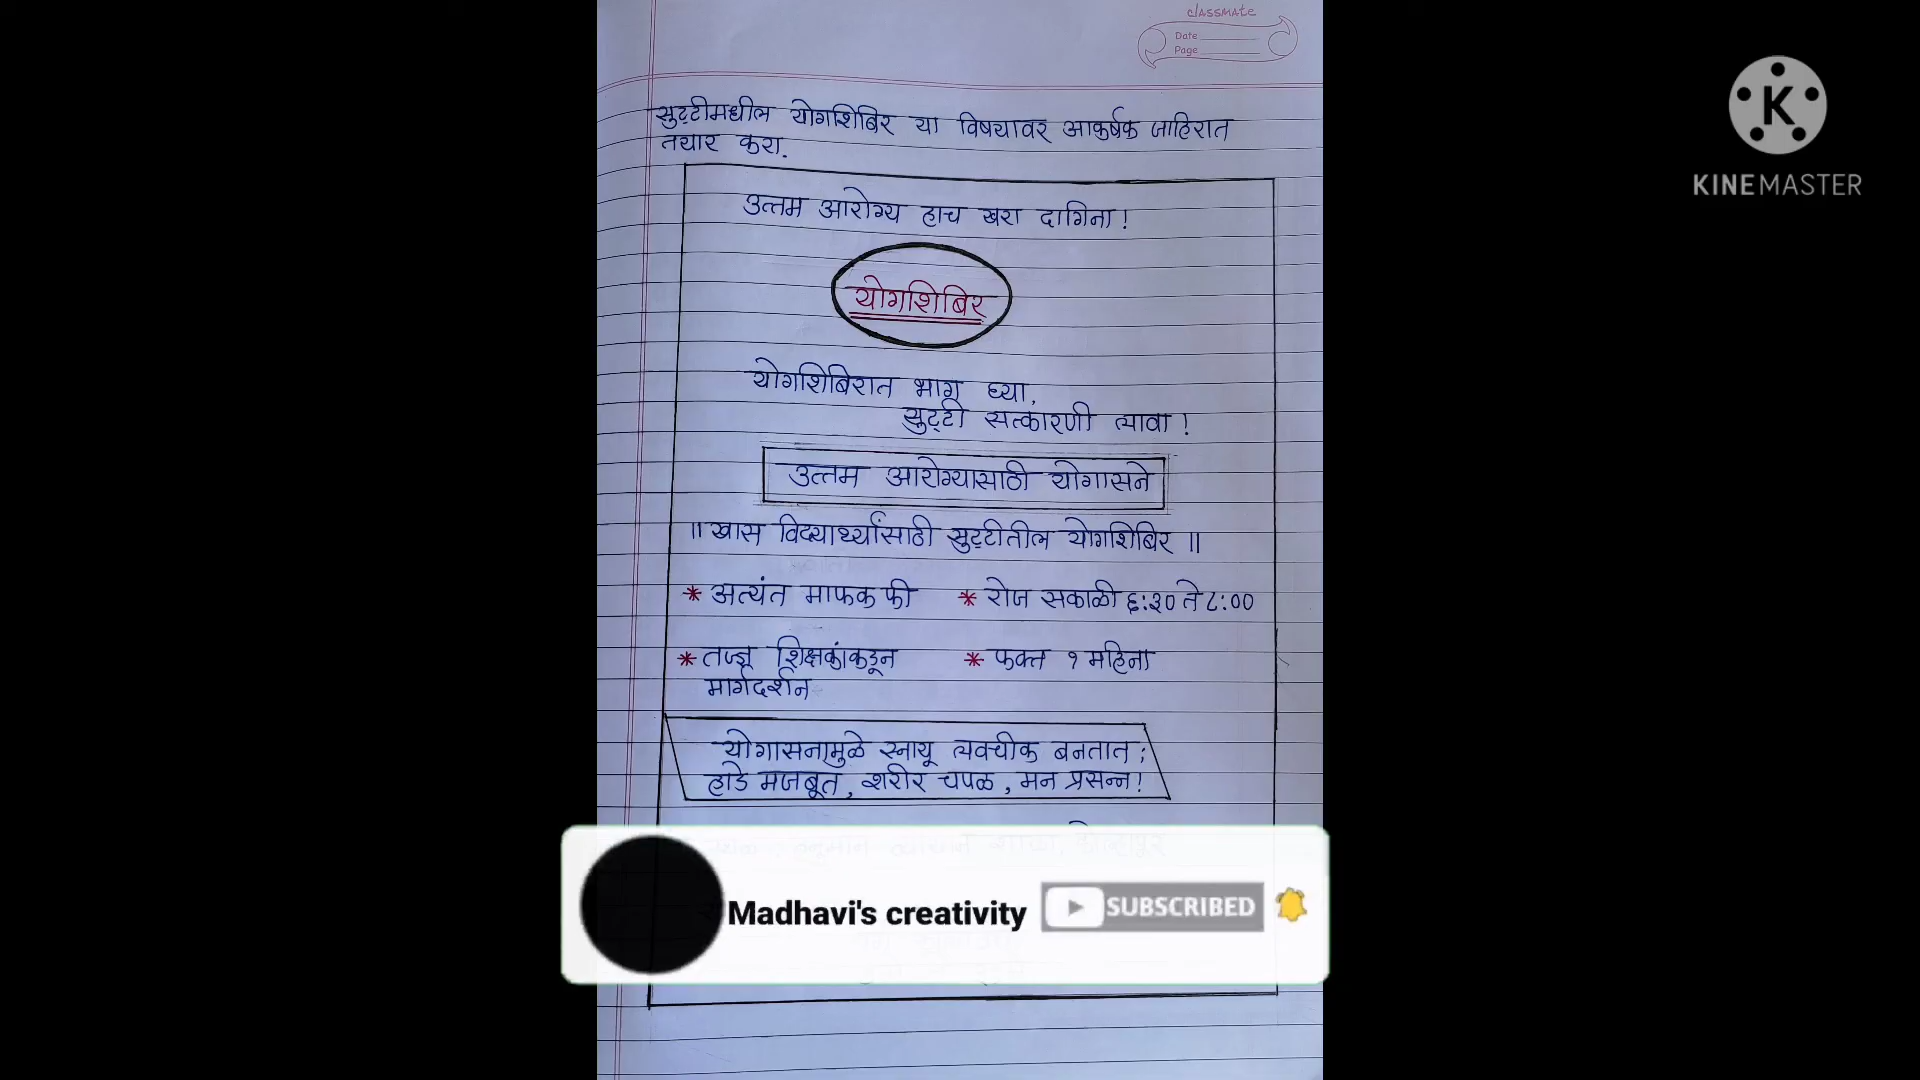 classmate
Date
Page
सुट्टीमधील योगशिबिर या विषयावर आकर्षक जाहिरात
तयार करा.
उत्तम आरोग्य हाच खरा दागिना!
योगशिबिर
योगशिबिरात भाग घ्या,
सुट्टी सत्कारणी लावा!
उत्तम आरोग्यासाठी योगासने
॥ खास विद्यार्थ्यांसाठी सुट्टीतील योगशिबिर ॥
* अत्यंत माफक फी * रोज सकाळी ६:३० ते ८:००
* तज्ज्ञ शिक्षकांकडून * फक्त १ महिना
मार्गदर्शन
योगासनामुळे स्नायू लवचीक बनतात;
हाडे मजबूत, शरीर चपळ, मन प्रसन्न!
Madhavi's creativity SUBSCRIBED
K
KINEMASTER